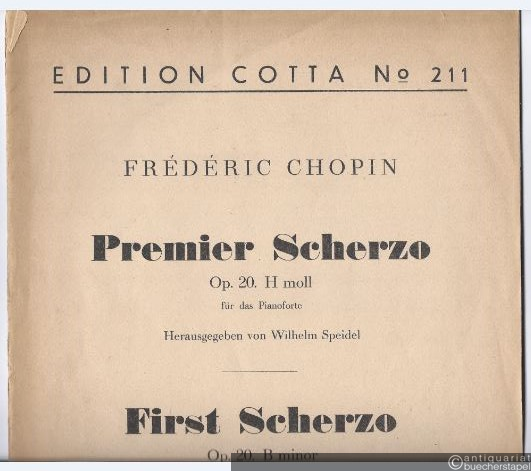 EDITION COTTA No 211
FRÉDÉRIC CHOPIN
Premier Scherzo
Op. 20. H moll
für das Pianoforte
Herausgegeben von Wilhelm Speidel
First Scherzo
Op. 20. B minor
antiquariat
buecherstapel